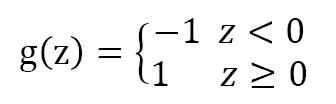 g(z) = { −1 z < 0
1 z ≥ 0